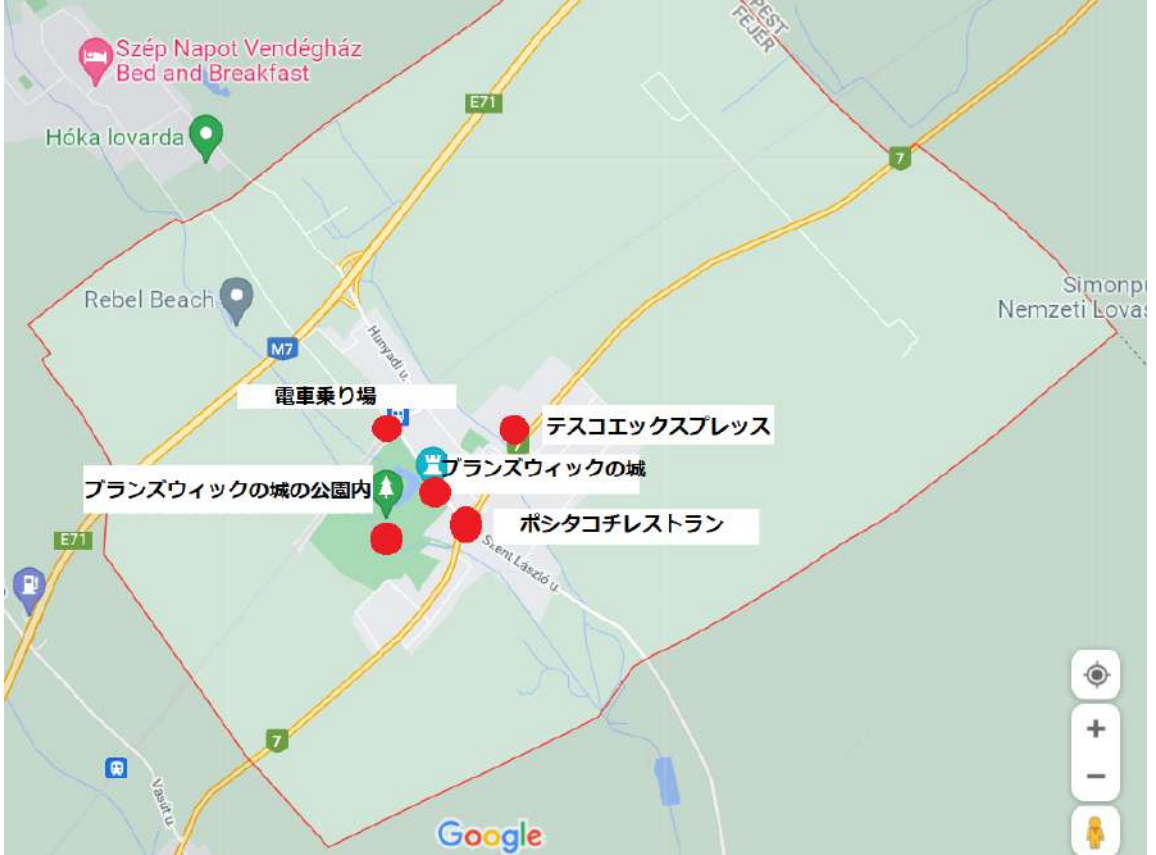 PEST
FEJÉR
Szép Napot Vendégház
Bed and Breakfast
E71
Hóka lovarda
7
Simonpu
Nemzeti Lovas
Rebel Beach
Hunyadi u.
M7
電車乗り場
テスコエックスプレッス
7
ブランズウィックの城
ブランズウィックの城の公園内
ポシタコチレストラン
E71
Szent László u.
7
Vasút u.
Google